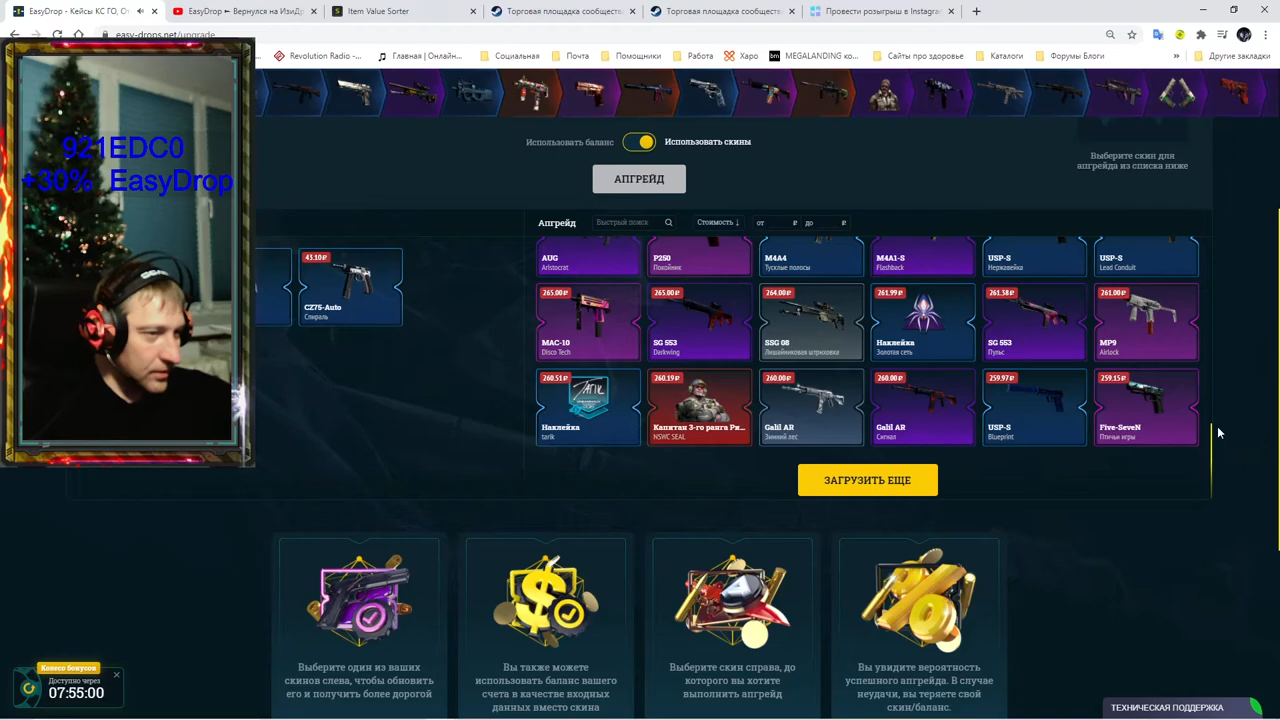 EasyDrop - Кейсы КС ГО, От
EasyDrop - Вернулся на ИзиДр
Item Value Sorter
Торговая площадка сообществ
Торговая площадка сообществ
Провести розыгрыш в Instagra
easy-drops.net/upgrade
Revolution Radio -...
Главная | Онлайн...
Социальная
Почта
Помощники
Работа
Харо
MEGALANDING ко...
Сайты про здоровье
Каталоги
Форумы Блоги
»
Другие закладки
921EDC0
+30% EasyDrop
Использовать баланс
Использовать скины
АПГРЕЙД
Выберите скин для
апгрейда из списка ниже
Апгрейд
Быстрый поиск
Стоимость ↓
от ₽
до ₽
43.10₽
CZ75-Auto
Спираль
AUG
Aristocrat
P250
Покойник
M4A4
Тусклые полосы
M4A1-S
Flashback
USP-S
Нержавейка
USP-S
Lead Conduit
265.00₽
MAC-10
Disco Tech
265.00₽
SG 553
Darkwing
264.00₽
SSG 08
Лишайниковая штриховка
261.99₽
Наклейка
Золотая сеть
261.38₽
SG 553
Пульс
261.00₽
MP9
Airlock
260.51₽
Наклейка
tarik
260.19₽
Капитан 3-го ранга Ри...
NSWC SEAL
260.00₽
Galil AR
Зимний лес
260.00₽
Galil AR
Сигнал
259.97₽
USP-S
Blueprint
259.15₽
Five-SeveN
Птичьи игры
ЗАГРУЗИТЬ ЕЩЕ
Выберите один из ваших
скинов слева, чтобы обновить
его и получить более дорогой
Вы также можете
использовать баланс вашего
счета в качестве входных
данных вместо скина
Выберите скин справа, до
которого вы хотите
выполнить апгрейд
Вы увидите вероятность
успешного апгрейда. В случае
неудачи, вы теряете свой
скин/баланс.
Колесо бонусов
Доступно через
07:55:00
ТЕХНИЧЕСКАЯ ПОДДЕРЖКА